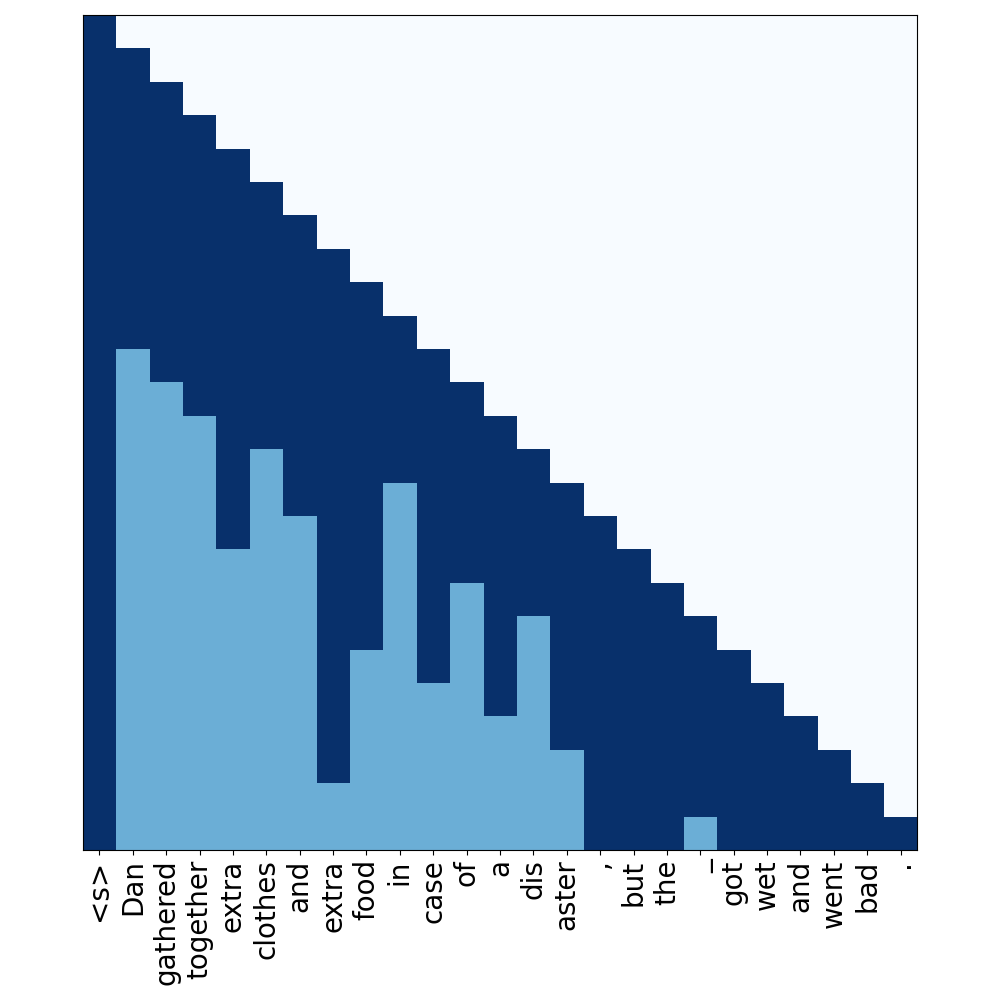 <s> Dan gathered together extra clothes and extra food in case of a dis aster , but the _ got wet and went bad .